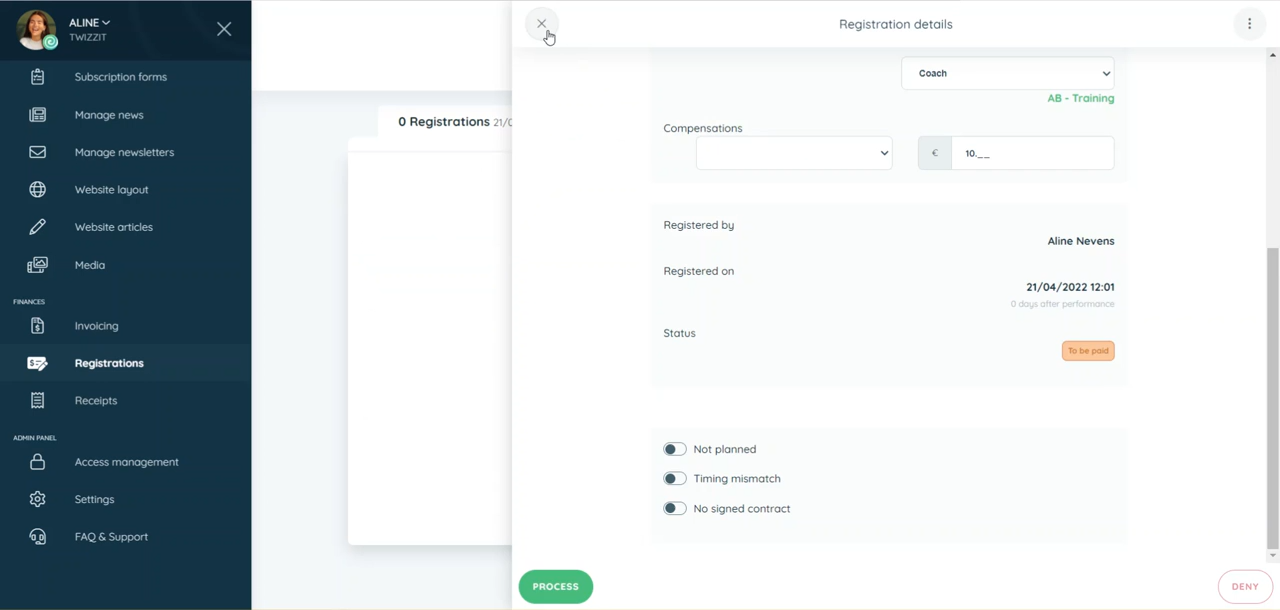 ALINE
TWIZZIT
Subscription forms
Manage news
Manage newsletters
Website layout
Website articles
Media
FINANCES
Invoicing
Registrations
Receipts
ADMIN PANEL
Access management
Settings
FAQ & Support
0 Registrations 21/0
Registration details
Coach
AB - Training
Compensations
€ 10.__
Registered by
Aline Nevens
Registered on
21/04/2022 12:01
0 days after performance
Status
To be paid
Not planned
Timing mismatch
No signed contract
PROCESS
DENY